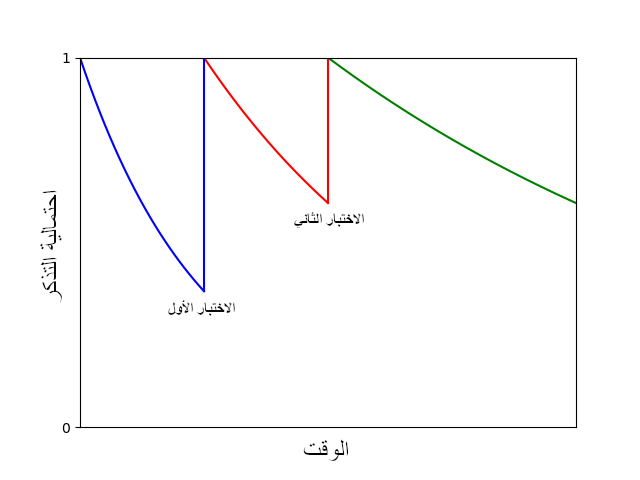 1
احتمالية التذكر
الاختبار الثاني
الاختبار الأول
0
الوقت